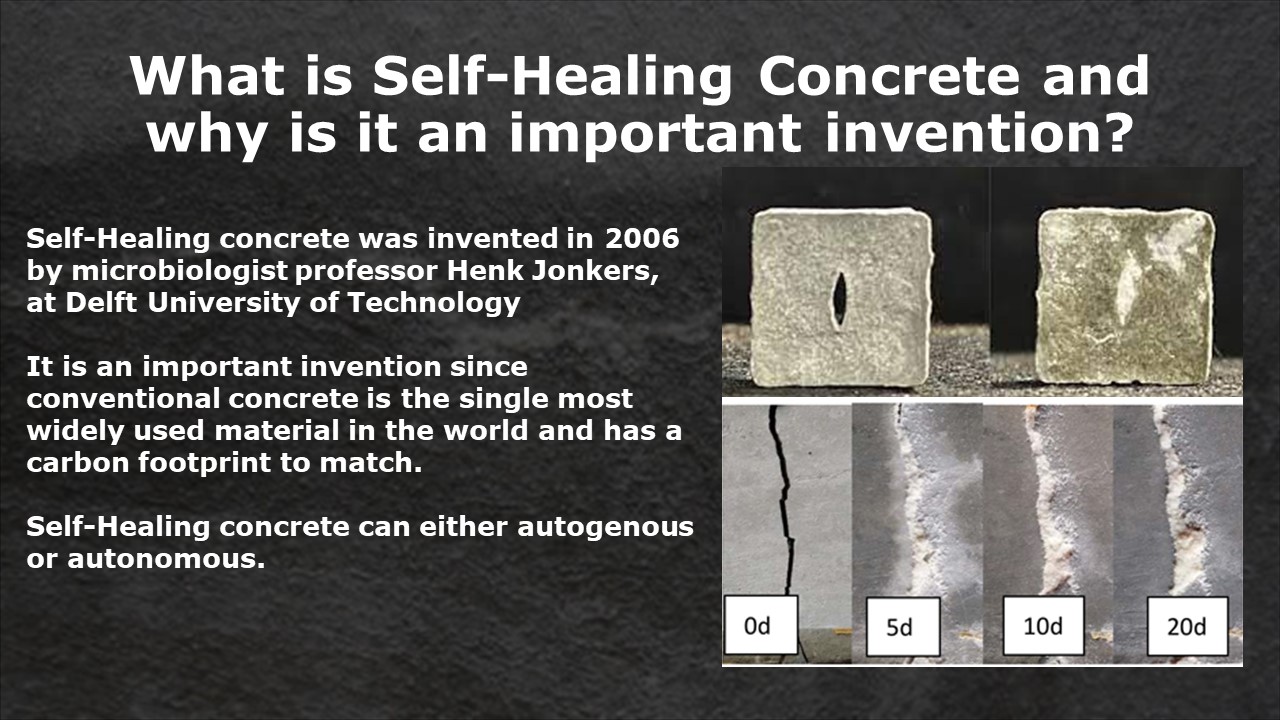 What is Self-Healing Concrete and
why is it an important invention?
Self-Healing concrete was invented in 2006
by microbiologist professor Henk Jonkers,
at Delft University of Technology
It is an important invention since
conventional concrete is the single most
widely used material in the world and has a
carbon footprint to match.
Self-Healing concrete can either autogenous
or autonomous.
0d
5d
10d
20d